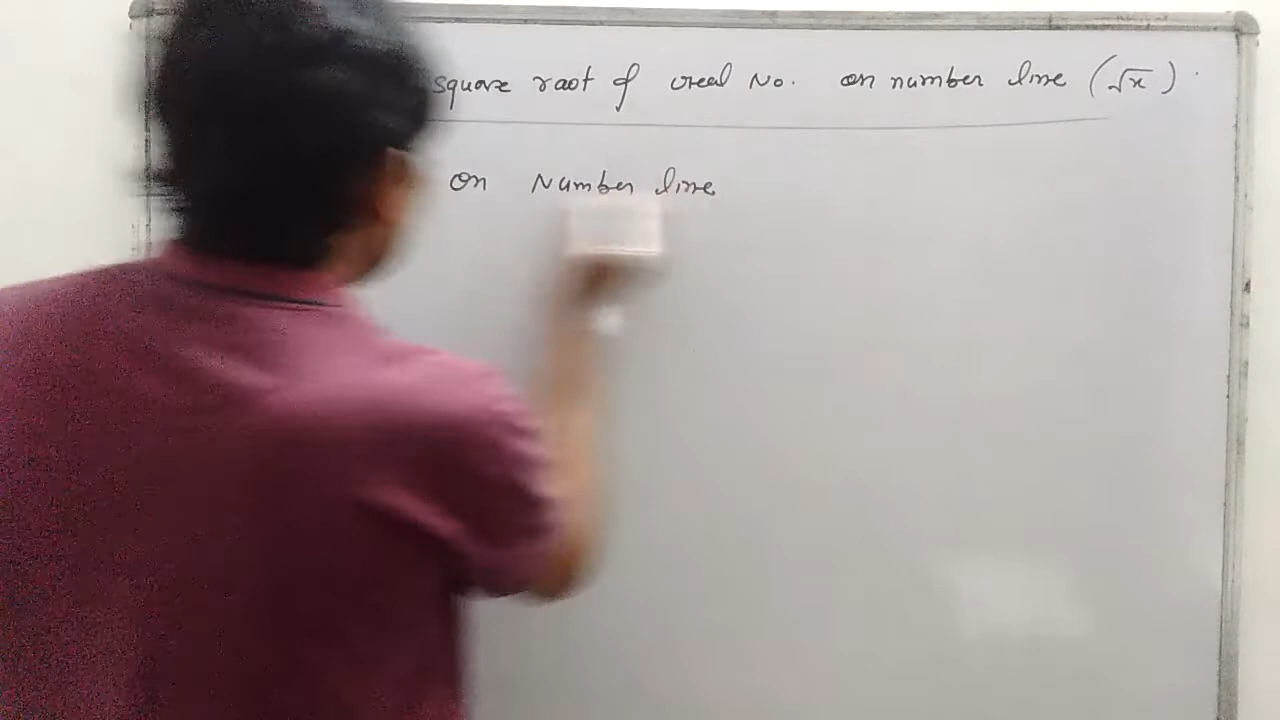 square root of real No. on number line (√x)
on Number line